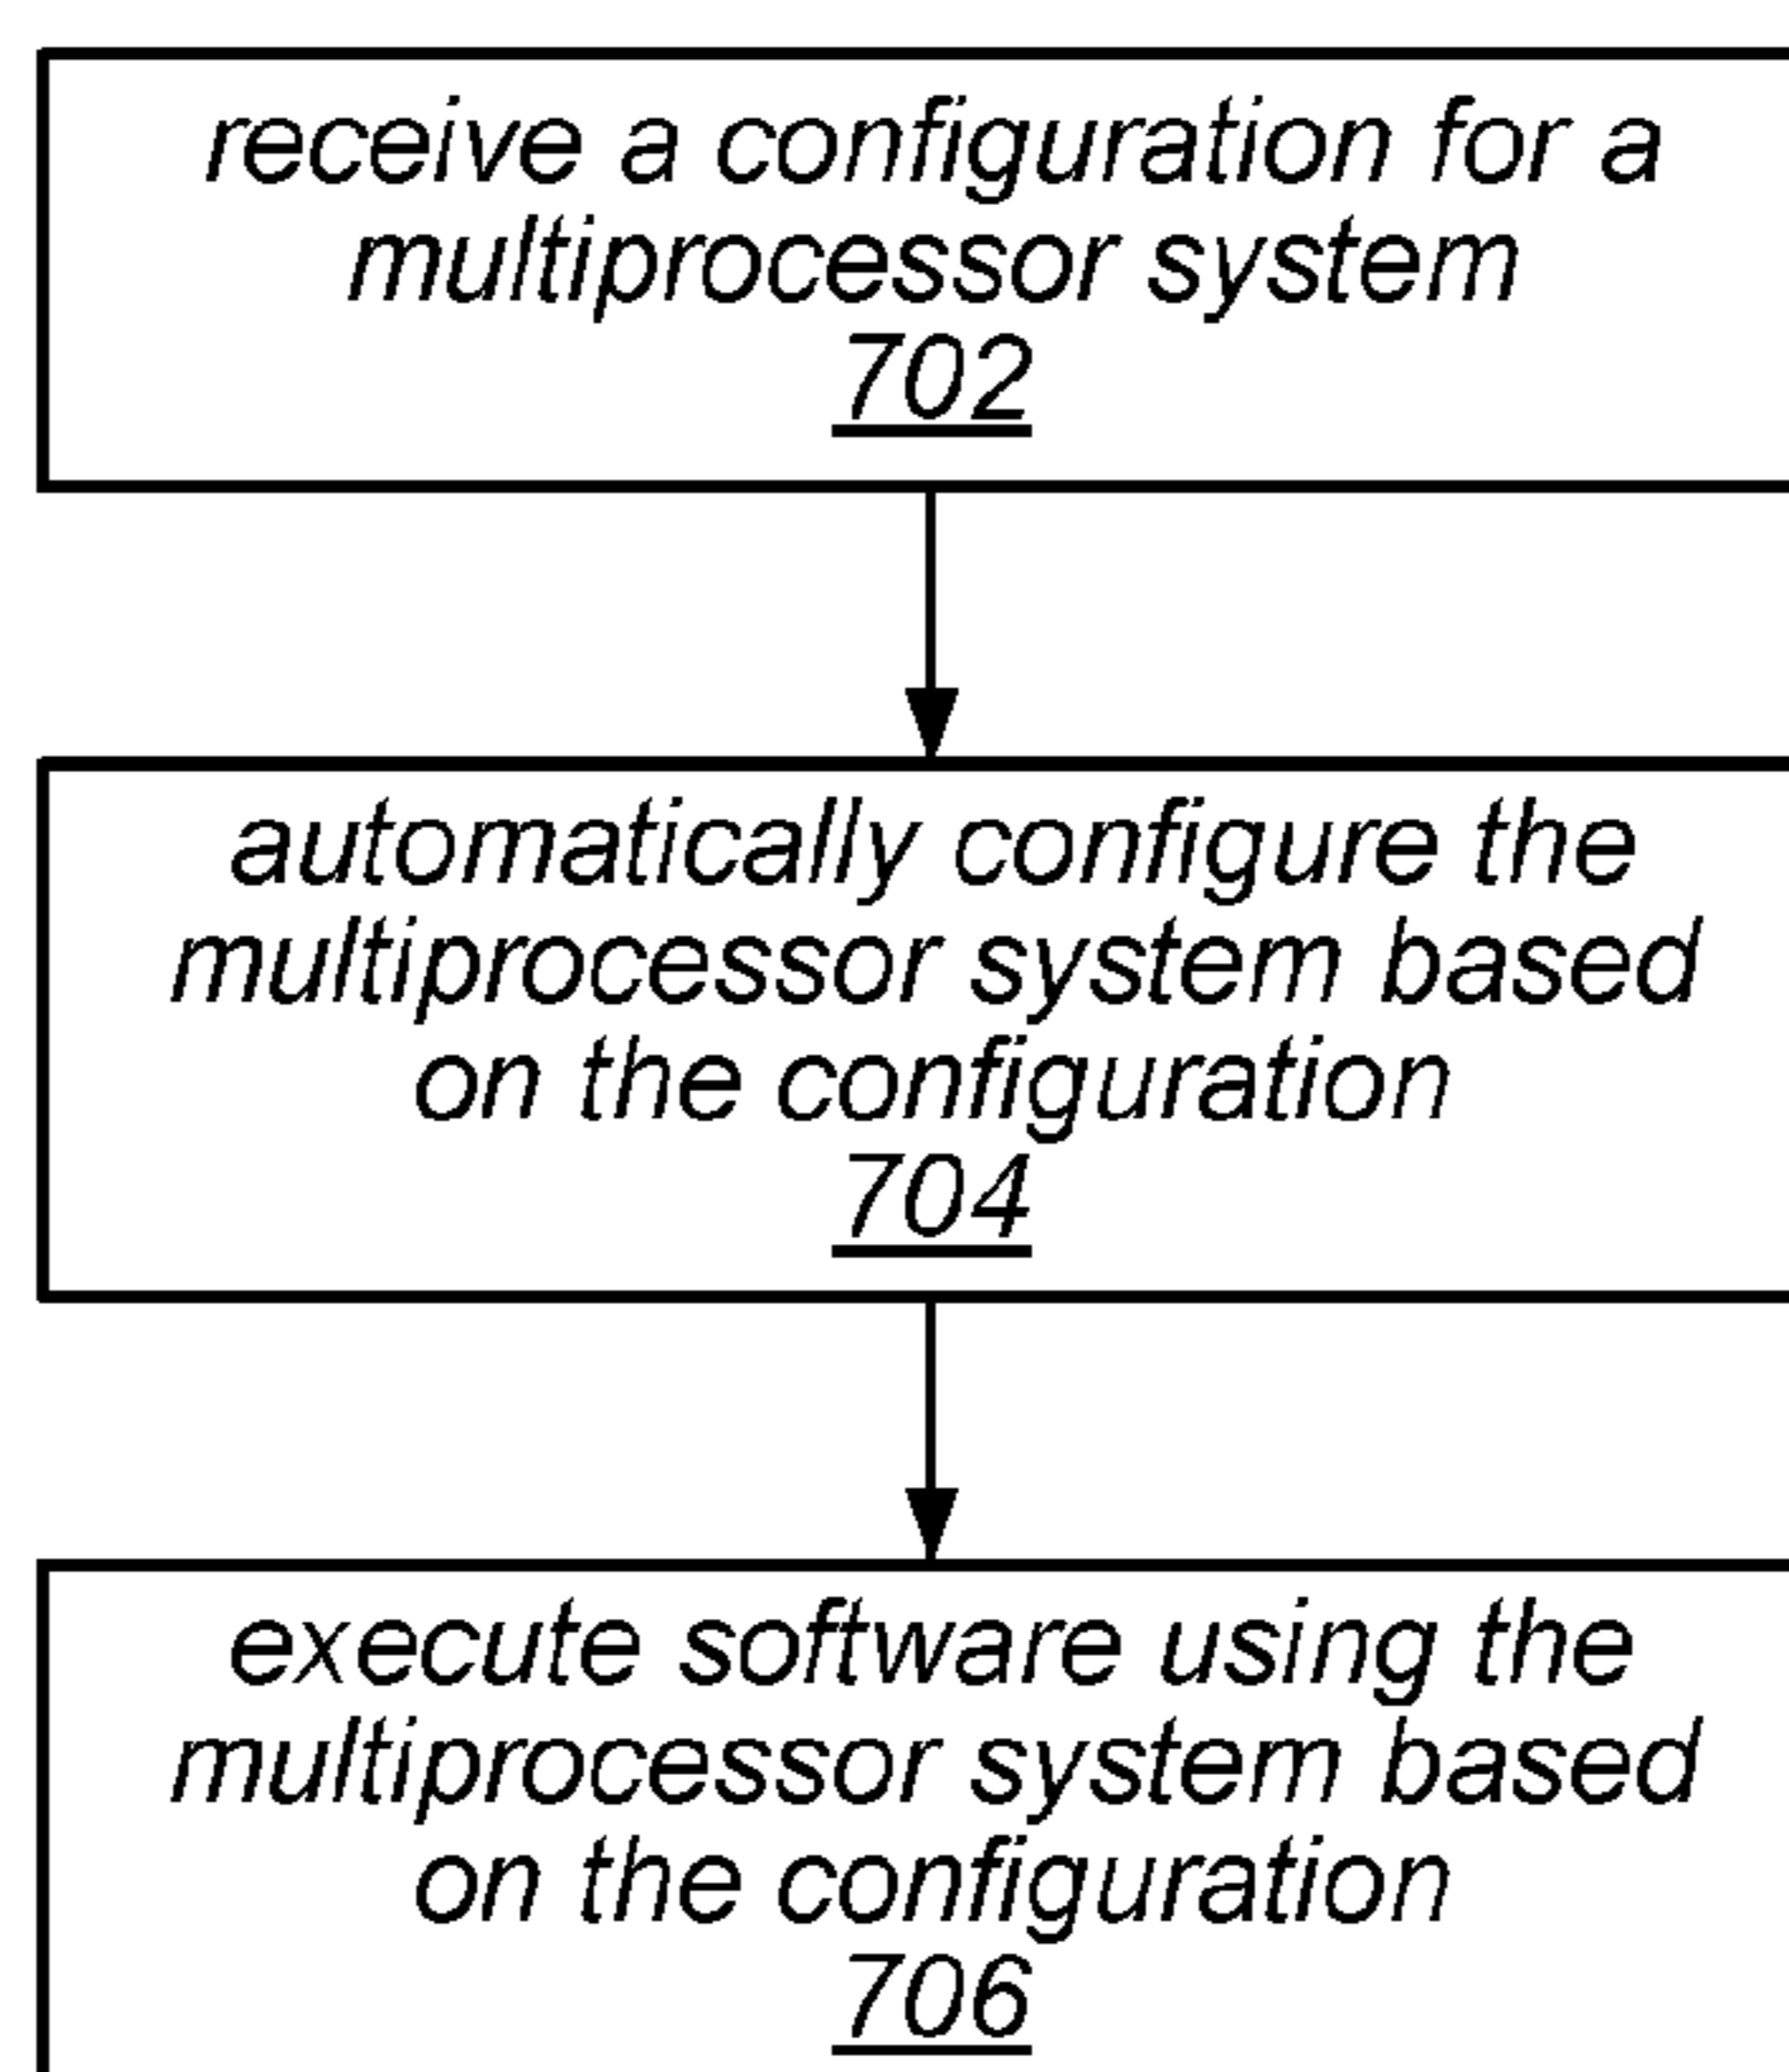 receive a configuration for a
multiprocessor system
702
automatically configure the
multiprocessor system based
on the configuration
704
execute software using the
multiprocessor system based
on the configuration
706